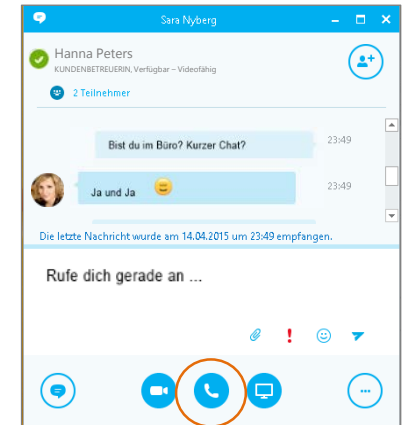 Sara Nyberg
Hanna Peters
KUNDENBETREUERIN, Verfügbar – Videofähig
2 Teilnehmer
Bist du im Büro? Kurzer Chat?
23:49
Ja und Ja
23:49
Die letzte Nachricht wurde am 14.04.2015 um 23:49 empfangen.
Rufe dich gerade an ...